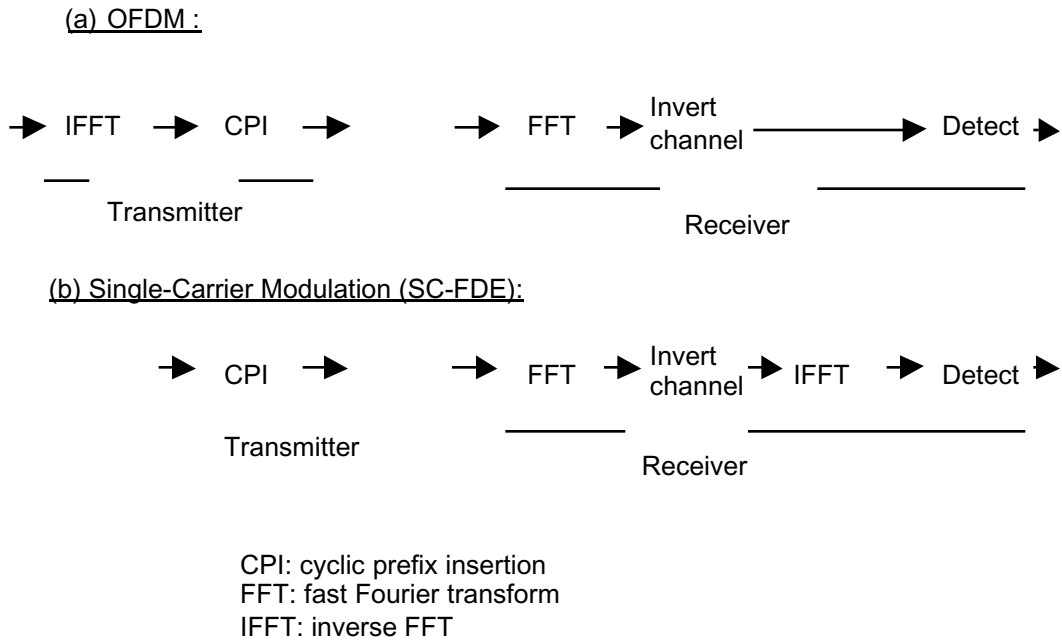 (a) OFDM :
IFFT CPI FFT Invert channel Detect
Transmitter Receiver
(b) Single-Carrier Modulation (SC-FDE):
CPI FFT Invert channel IFFT Detect
Transmitter Receiver
CPI: cyclic prefix insertion
FFT: fast Fourier transform
IFFT: inverse FFT